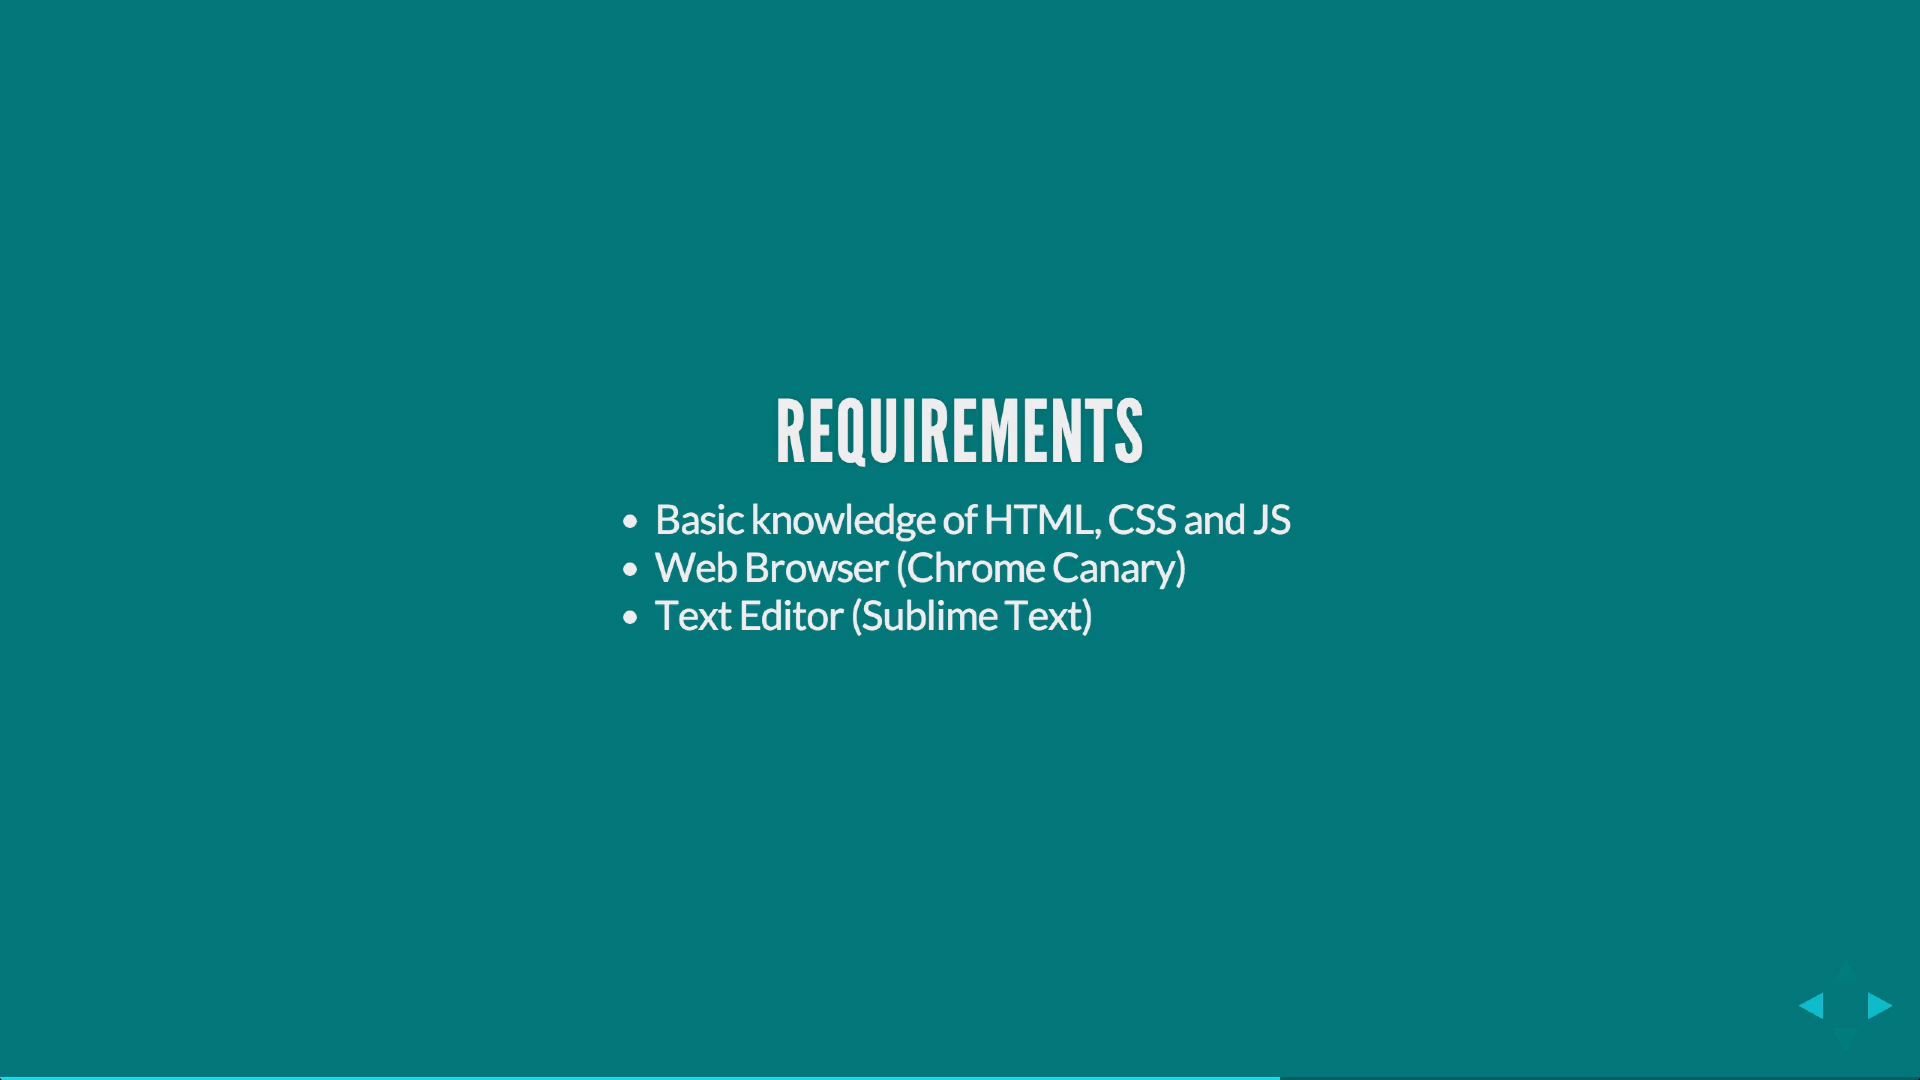 REQUIREMENTS
• Basic knowledge of HTML, CSS and JS
• Web Browser (Chrome Canary)
• Text Editor (Sublime Text)